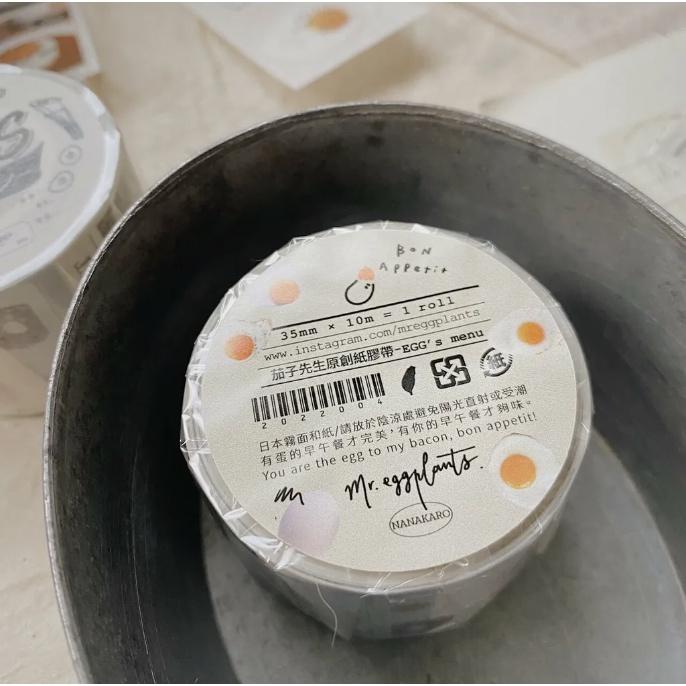 BON
APPetit
35mm × 10m = 1 roll
www.instagram.com/mreggplants
茄子先生原創紙膠帶-EGG's menu
2022004
紙
日本霧面和紙/請放於陰涼處避免陽光直射或受潮
有蛋的早午餐才完美,有你的早午餐才夠味。
You are the egg to my bacon, bon appetit!
Mr.eggplants.
NANAKARO